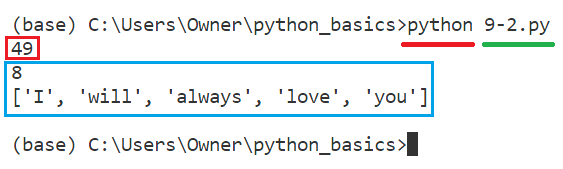 (base) C:\Users\Owner\python_basics>python 9-2.py
49
8
['I', 'will', 'always', 'love', 'you']
(base) C:\Users\Owner\python_basics>